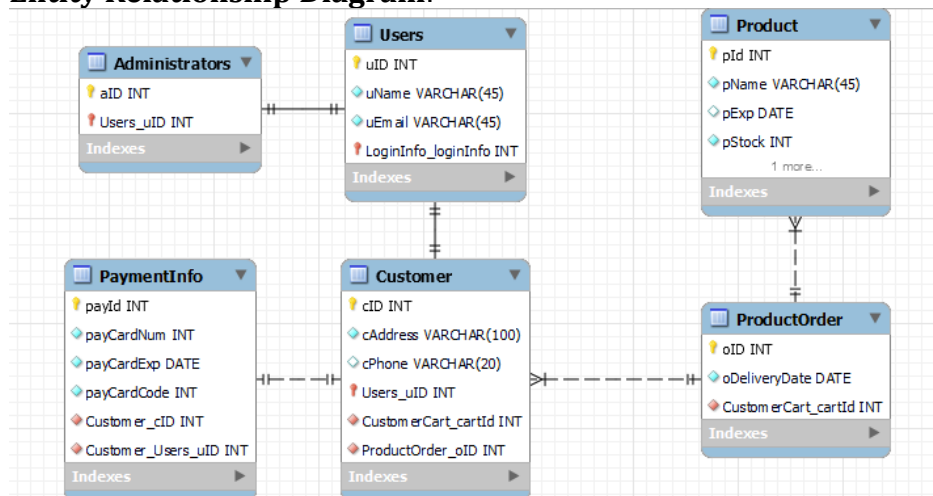 Entity Relationship Diagram:
Administrators
aID INT
Users_uID INT
Indexes
Users
uID INT
uName VARCHAR(45)
uEmail VARCHAR(45)
LoginInfo_loginInfo INT
Indexes
Product
pId INT
pName VARCHAR(45)
pExp DATE
pStock INT
1 more...
Indexes
PaymentInfo
payId INT
payCardNum INT
payCardExp DATE
payCardCode INT
Customer_cID INT
Customer_Users_uID INT
Indexes
Customer
cID INT
cAddress VARCHAR(100)
cPhone VARCHAR(20)
Users_uID INT
CustomerCart_cartId INT
ProductOrder_oID INT
Indexes
ProductOrder
oID INT
oDeliveryDate DATE
CustomerCart_cartId INT
Indexes